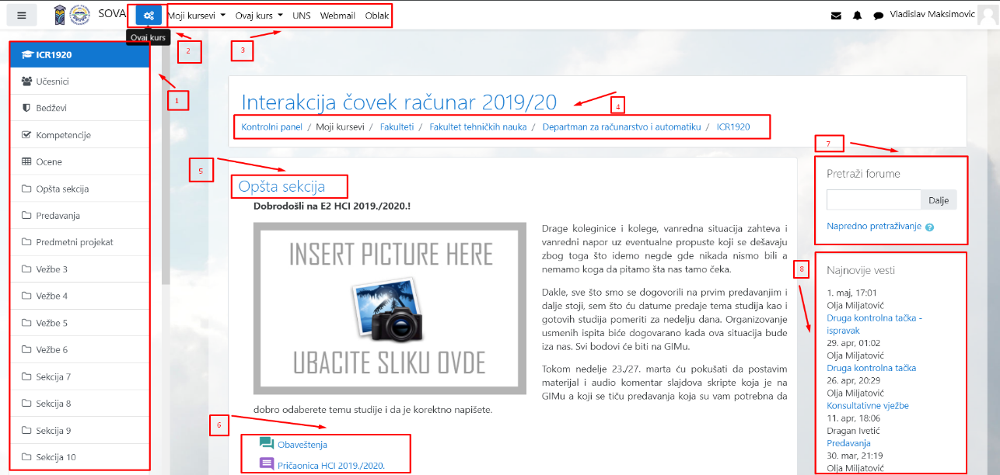 SOVA
Moji kursevi
Ovaj kurs
UNS
Webmail
Oblak
Vladislav Maksimovic
Ovaj kurs
2
3
1
ICR1920
Učesnici
Bedževi
Kompetencije
Ocene
Opšta sekcija
Predavanja
Predmetni projekat
Vežbe 3
Vežbe 4
Vežbe 5
Vežbe 6
Sekcija 7
Sekcija 8
Sekcija 9
Sekcija 10
Interakcija čovek računar 2019/20
4
Kontrolni panel / Moji kursevi / Fakulteti / Fakultet tehničkih nauka / Departman za računarstvo i automatiku / ICR1920
5
Opšta sekcija
Dobrodošli na E2 HCI 2019./2020.!
INSERT PICTURE HERE
UBACITE SLIKU OVDE
Drage koleginice i kolege, vanredna situacija zahteva i
vanredni napor uz eventualne propuste koji se dešavaju
zbog toga što idemo negde gde nikada nismo bili a
nemamo koga da pitamo šta nas tamo čeka.
Dakle, sve što smo se dogovorili na prvim predavanjim i
dalje stoji, sem što ću datume predaje tema studija kao i
gotovih studija pomeriti za nedelju dana. Organizovanje
usmenih ispita biće dogovarano kada ova situacija bude
iza nas. Svi bodovi će biti na GIMu.
Tokom nedelje 23./27. marta ću pokušati da postavim
materijal i audio komentar slajdova skripte koja je na
GIMu a koji se tiču predavanja koja su vam potrebna da
dobro odaberete temu studije i da je korektno napišete.
6
Obaveštenja
Pričaonica HCI 2019./2020.
7
Pretraži forume
Dalje
Napredno pretraživanje ?
8
Najnovije vesti
1. maj, 17:01
Olja Miljatović
Druga kontrolna tačka -
ispravak
29. apr, 01:02
Olja Miljatović
Druga kontrolna tačka
26. apr, 20:29
Olja Miljatović
Konsultativne vježbe
11. apr, 18:06
Dragan Ivetić
Predavanja
30. mar, 21:19
Olja Miljatović